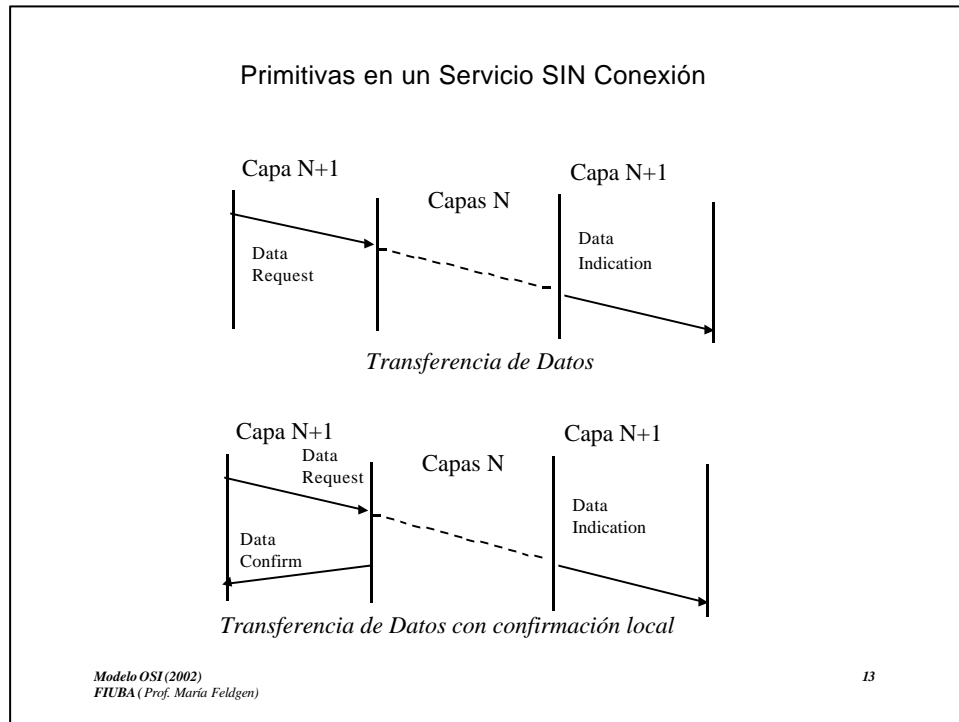 Primitivas en un Servicio SIN Conexión
Capa N+1
Capas N
Capa N+1
Data
Request
Data
Indication
Transferencia de Datos
Capa N+1
Capas N
Capa N+1
Data
Request
Data
Confirm
Data
Indication
Transferencia de Datos con confirmación local
Modelo OSI (2002)
FIUBA ( Prof. María Feldgen)
13